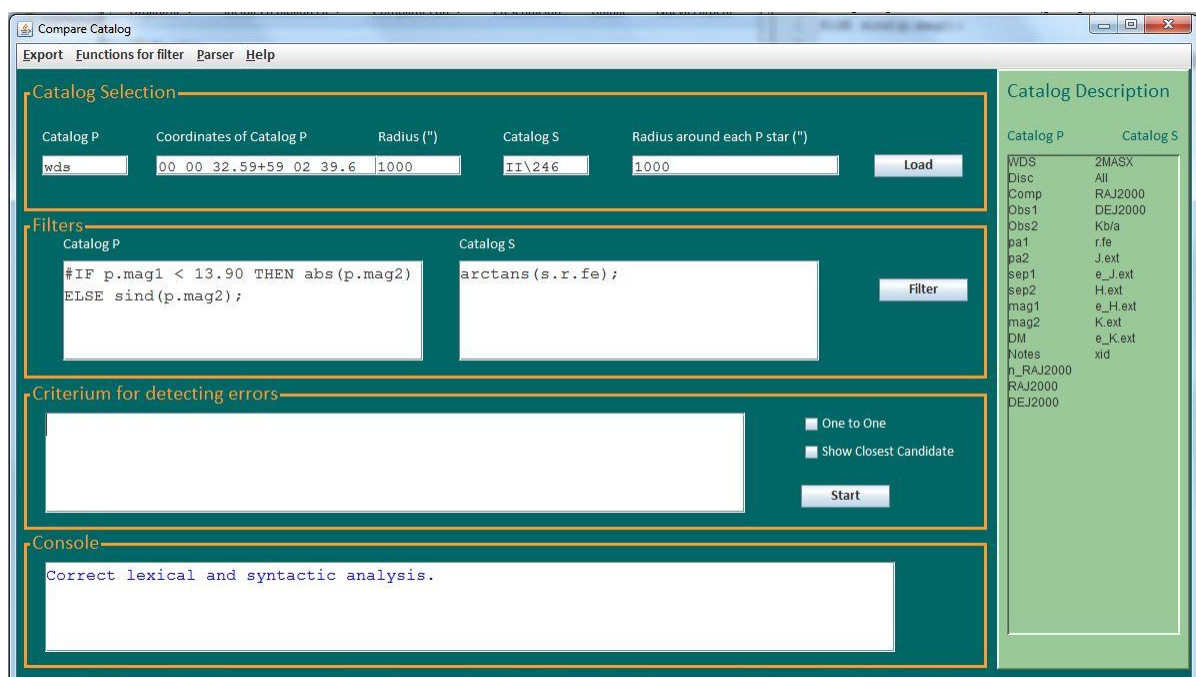 Compare Catalog
Export Functions for filter Parser Help
Catalog Selection
Catalog P Coordinates of Catalog P Radius (") Catalog S Radius around each P star (")
wds 00 00 32.59+59 02 39.6 1000 II\246 1000 Load
Filters
Catalog P Catalog S
#IF p.mag1 < 13.90 THEN abs(p.mag2) arctans(s.r.fe);
ELSE sind(p.mag2);
Filter
Criterium for detecting errors
One to One
Show Closest Candidate
Start
Console
Correct lexical and syntactic analysis.
Catalog Description
Catalog P Catalog S
WDS 2MASX
Disc All
Comp RAJ2000
Obs1 DEJ2000
Obs2 Kb/a
pa1 r.fe
pa2 J.ext
sep1 e_J.ext
sep2 H.ext
mag1 e_H.ext
mag2 K.ext
DM e_K.ext
Notes xid
n_RAJ2000
RAJ2000
DEJ2000